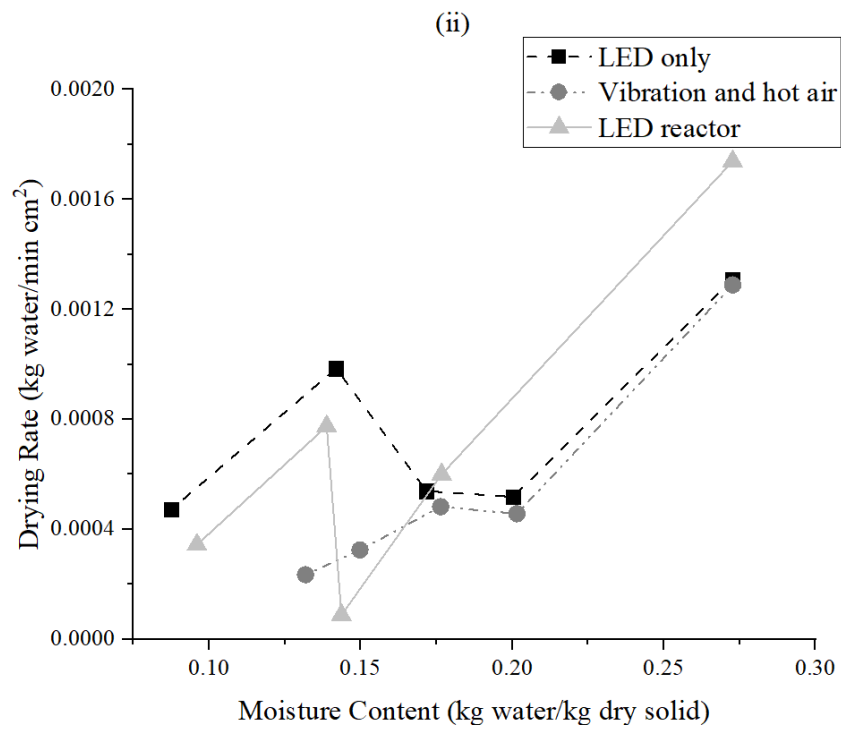 (ii)
LED only
Vibration and hot air
LED reactor
Drying Rate (kg water/min cm²)
0.0020
0.0016
0.0012
0.0008
0.0004
0.0000
0.10 0.15 0.20 0.25 0.30
Moisture Content (kg water/kg dry solid)